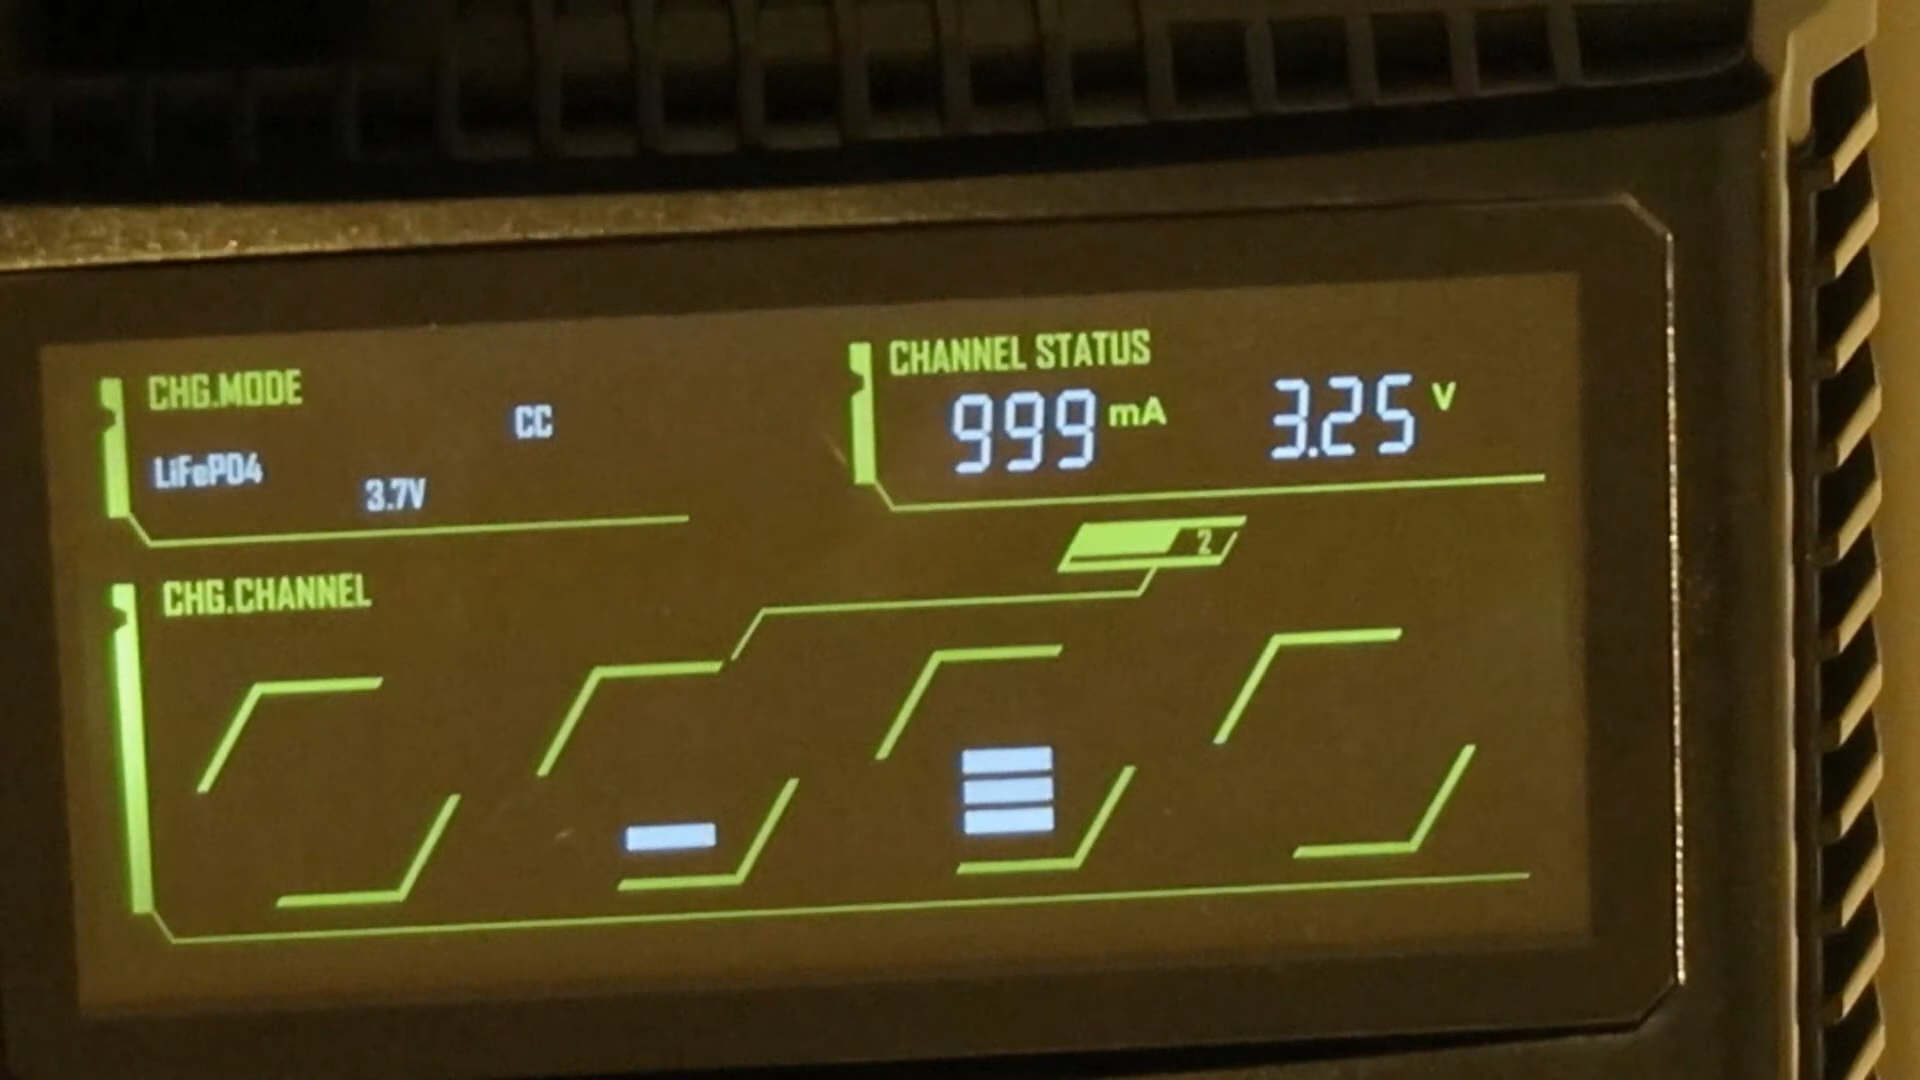 CHG.MODE
CC
LiFePO4
3.7V
CHANNEL STATUS
999 mA 3.25 V
2
CHG.CHANNEL